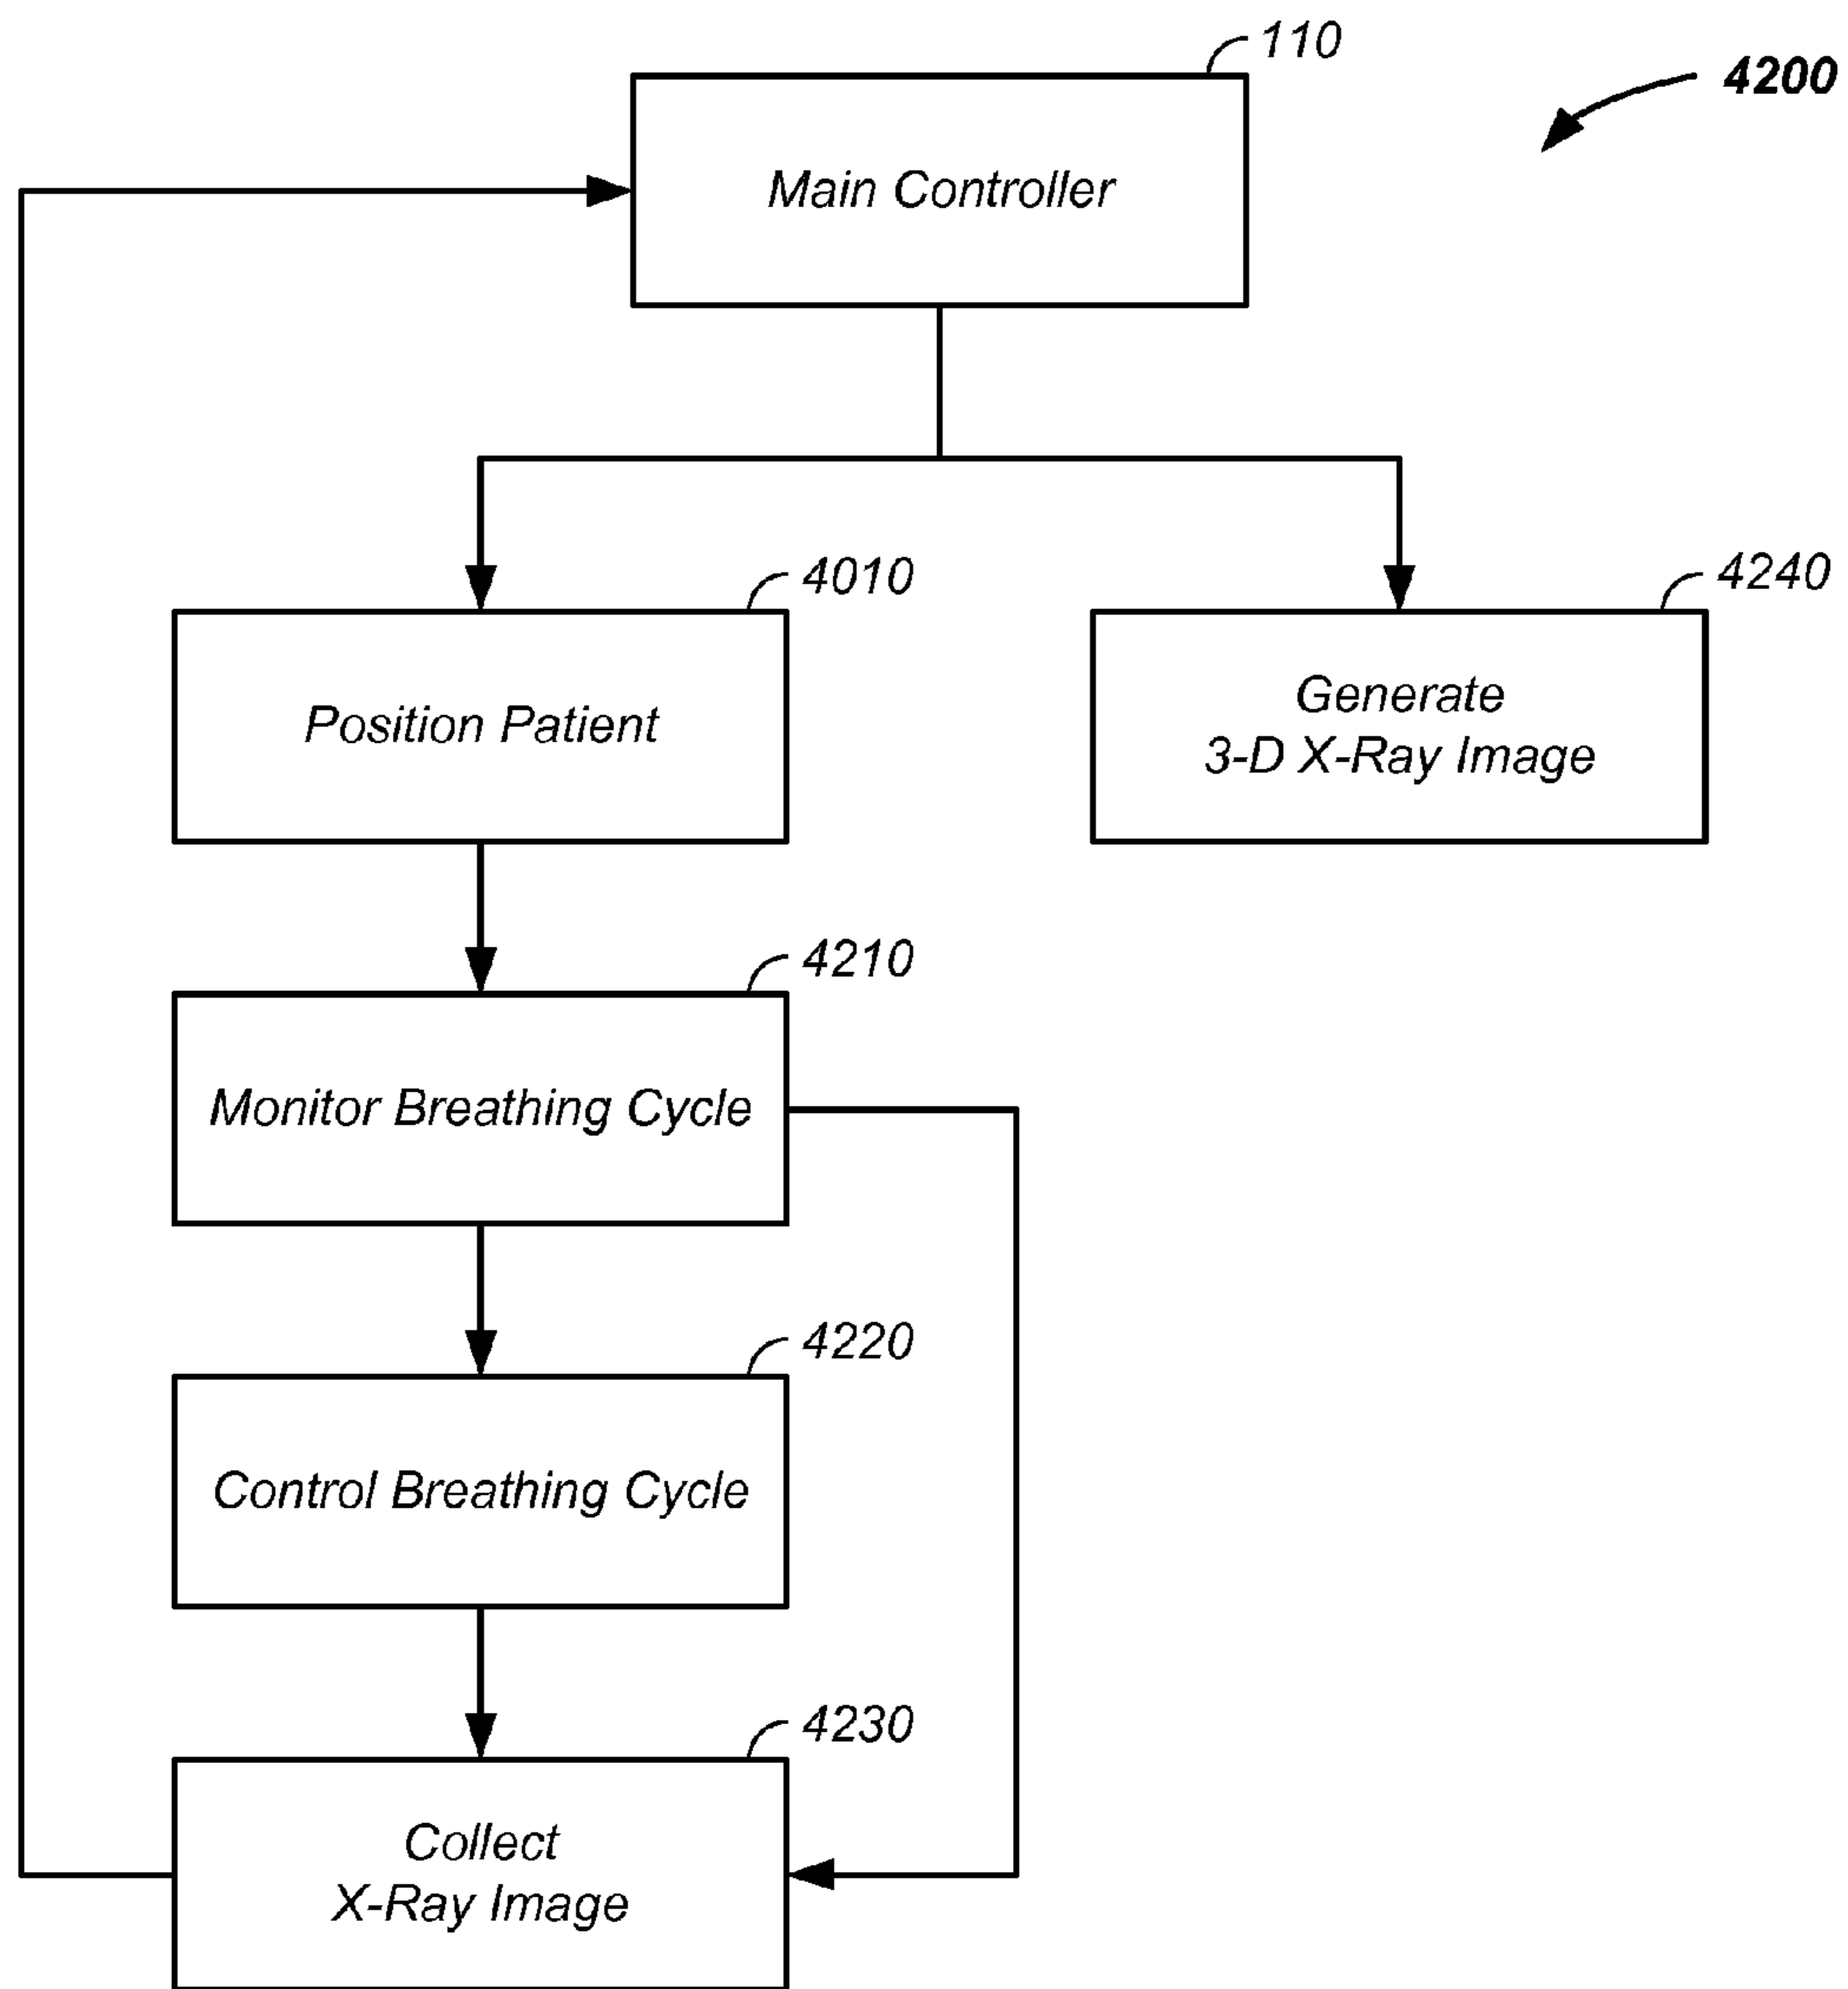 110
4200
Main Controller
4010
4240
Position Patient
Generate
3-D X-Ray Image
4210
Monitor Breathing Cycle
4220
Control Breathing Cycle
4230
Collect
X-Ray Image